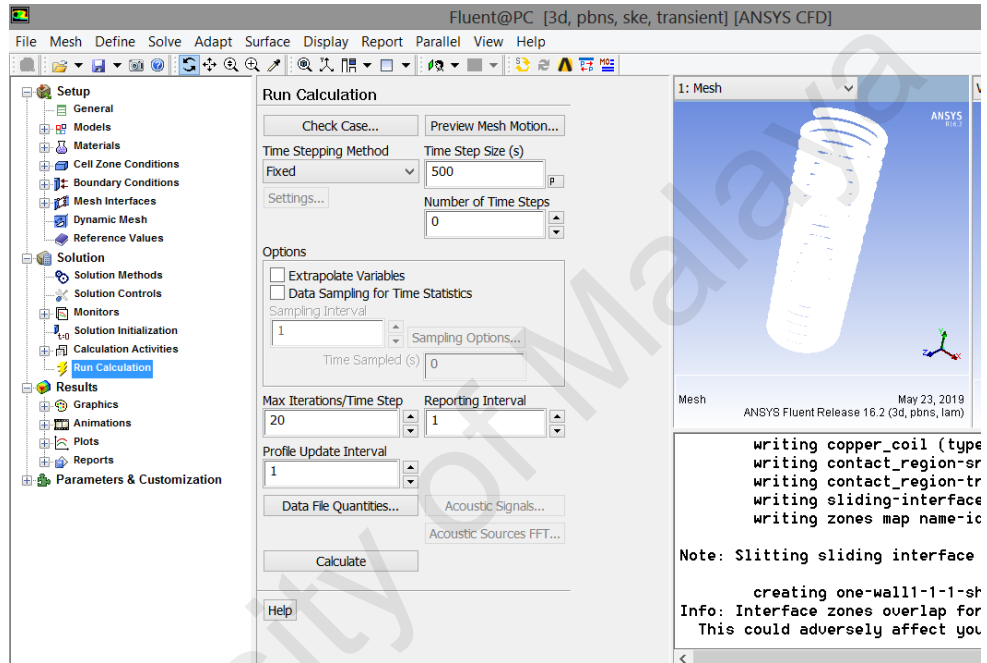 Fluent@PC [3d, pbns, ske, transient] [ANSYS CFD]
File Mesh Define Solve Adapt Surface Display Report Parallel View Help
Setup
General
Models
Materials
Cell Zone Conditions
Boundary Conditions
Mesh Interfaces
Dynamic Mesh
Reference Values
Solution
Solution Methods
Solution Controls
Monitors
Solution Initialization
Calculation Activities
Run Calculation
Results
Graphics
Animations
Plots
Reports
Parameters & Customization
Run Calculation
Check Case... Preview Mesh Motion...
Time Stepping Method Time Step Size (s)
Fixed 500 P
Settings... Number of Time Steps
0
Options
Extrapolate Variables
Data Sampling for Time Statistics
Sampling Interval
1 Sampling Options...
Time Sampled (s) 0
Max Iterations/Time Step Reporting Interval
20 1
Profile Update Interval
1
Data File Quantities... Acoustic Signals...
Acoustic Sources FFT...
Calculate
Help
1: Mesh
ANSYS
R16.2
Y
Z X
Mesh May 23, 2019
ANSYS Fluent Release 16.2 (3d, pbns, lam)
writing copper_coil (type
writing contact_region-sr
writing contact_region-tr
writing sliding-interface
writing zones map name-id
Note: Slitting sliding interface
creating one-wall1-1-1-sh
Info: Interface zones overlap for
This could adversely affect you
ity of Malaya